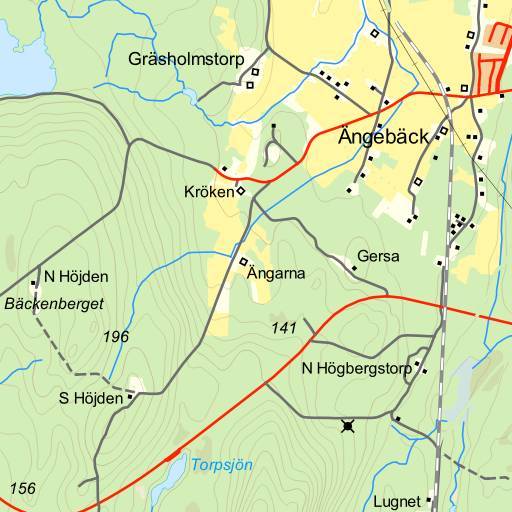 Gräsholmstorp
Ängebäck
Kröken
Gersa
Ängarna
N Höjden
Bäckenberget
196
141
N Högbergstorp
S Höjden
Torpsjön
156
Lugnet